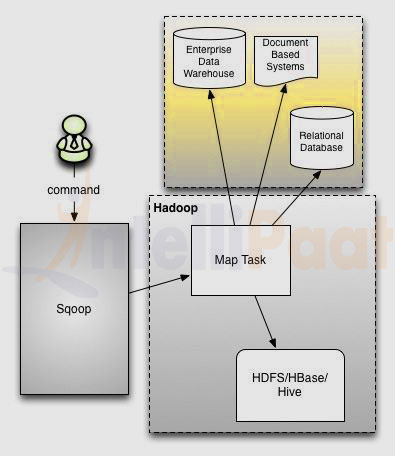 Enterprise
Data
Warehouse
Document
Based
Systems
Relational
Database
command
Hadoop
Map Task
Sqoop
HDFS/HBase/
Hive
IntelliPaat